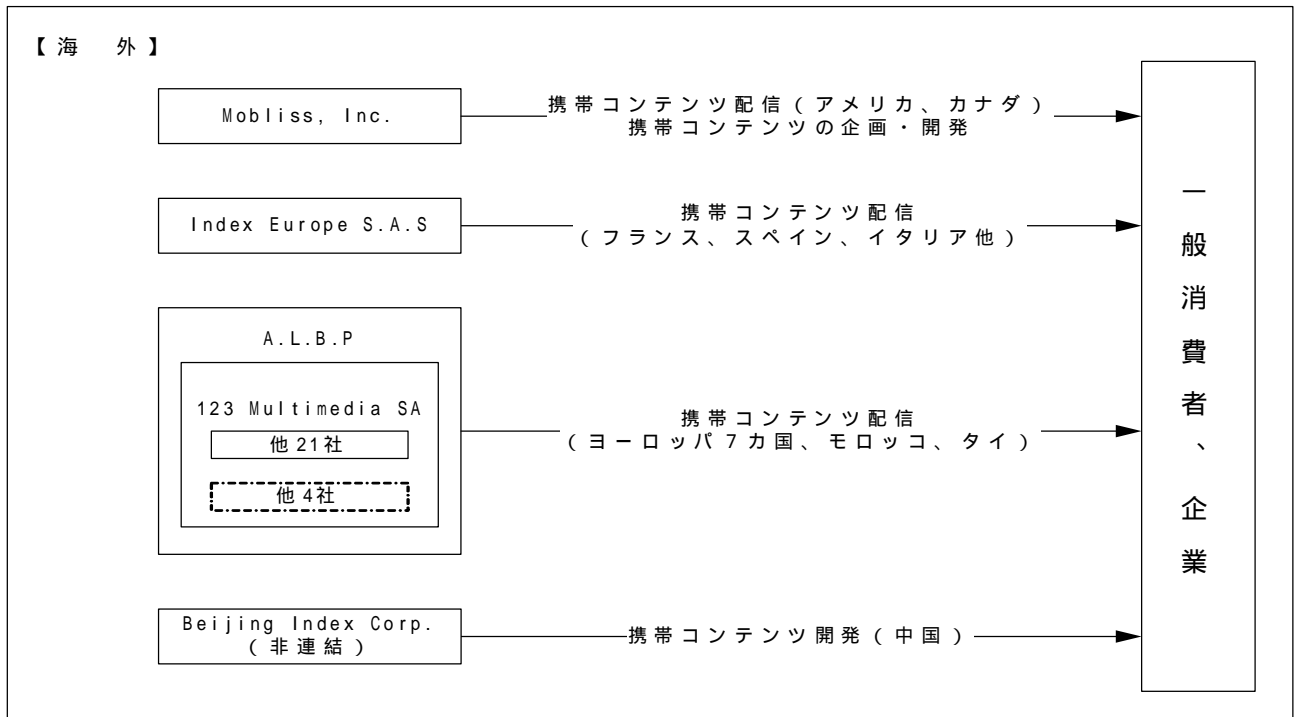 【海 外】
Mobliss, Inc.
携帯コンテンツ配信(アメリカ、カナダ)
携帯コンテンツの企画・開発
Index Europe S.A.S
携帯コンテンツ配信
(フランス、スペイン、イタリア他)
A.L.B.P
123 Multimedia SA
他21社
他4社
携帯コンテンツ配信
(ヨーロッパ7カ国、モロッコ、タイ)
Beijing Index Corp.
(非連結)
携帯コンテンツ開発(中国)
一般消費者、企業